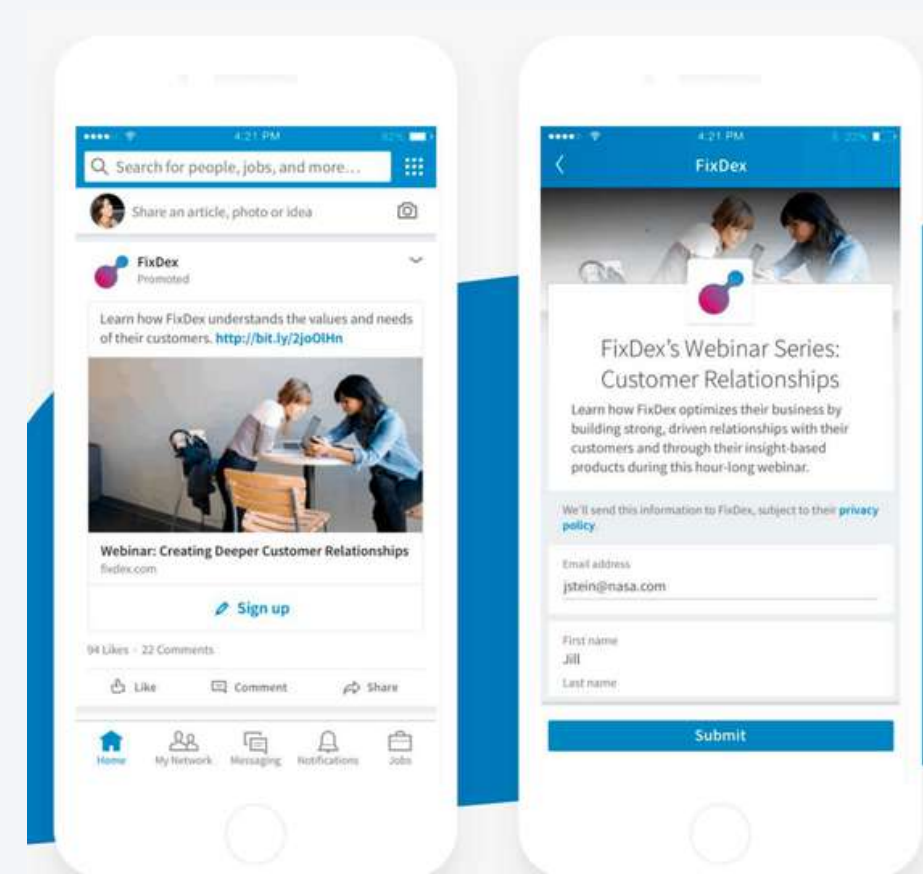 4:21 PM
Search for people, jobs, and more...
Share an article, photo or idea
FixDex
Promoted
Learn how FixDex understands the values and needs
of their customers. http://bit.ly/2joOlHn
Webinar: Creating Deeper Customer Relationships
fixdex.com
Sign up
94 Likes · 22 Comments
Like Comment Share
Home My Network Messaging Notifications Jobs
4:21 PM
FixDex
FixDex's Webinar Series:
Customer Relationships
Learn how FixDex optimizes their business by
building strong, driven relationships with their
customers and through their insight-based
products during this hour-long webinar.
We'll send this information to FixDex, subject to their privacy
policy
Email address
jstein@nasa.com
First name
Jill
Last name
Submit